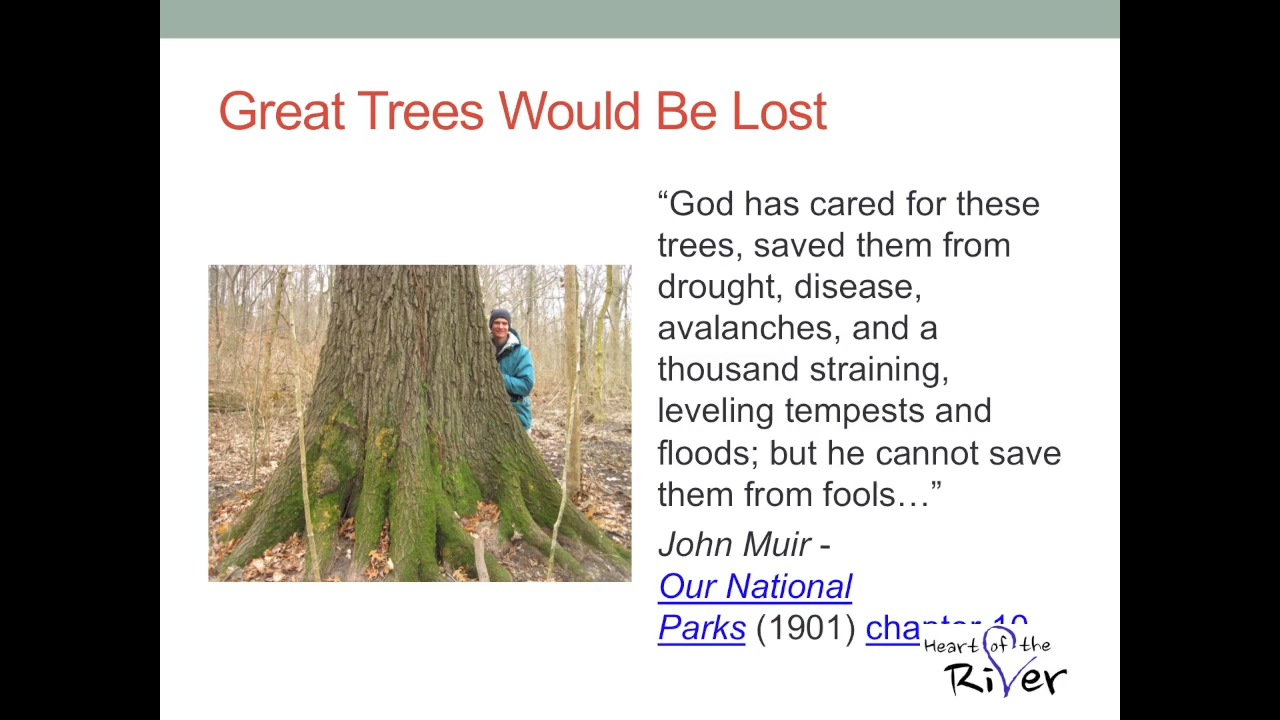 Great Trees Would Be Lost
“God has cared for these
trees, saved them from
drought, disease,
avalanches, and a
thousand straining,
leveling tempests and
floods; but he cannot save
them from fools…”
John Muir -
Our National
Parks (1901) chapter 10
Heart of the
River